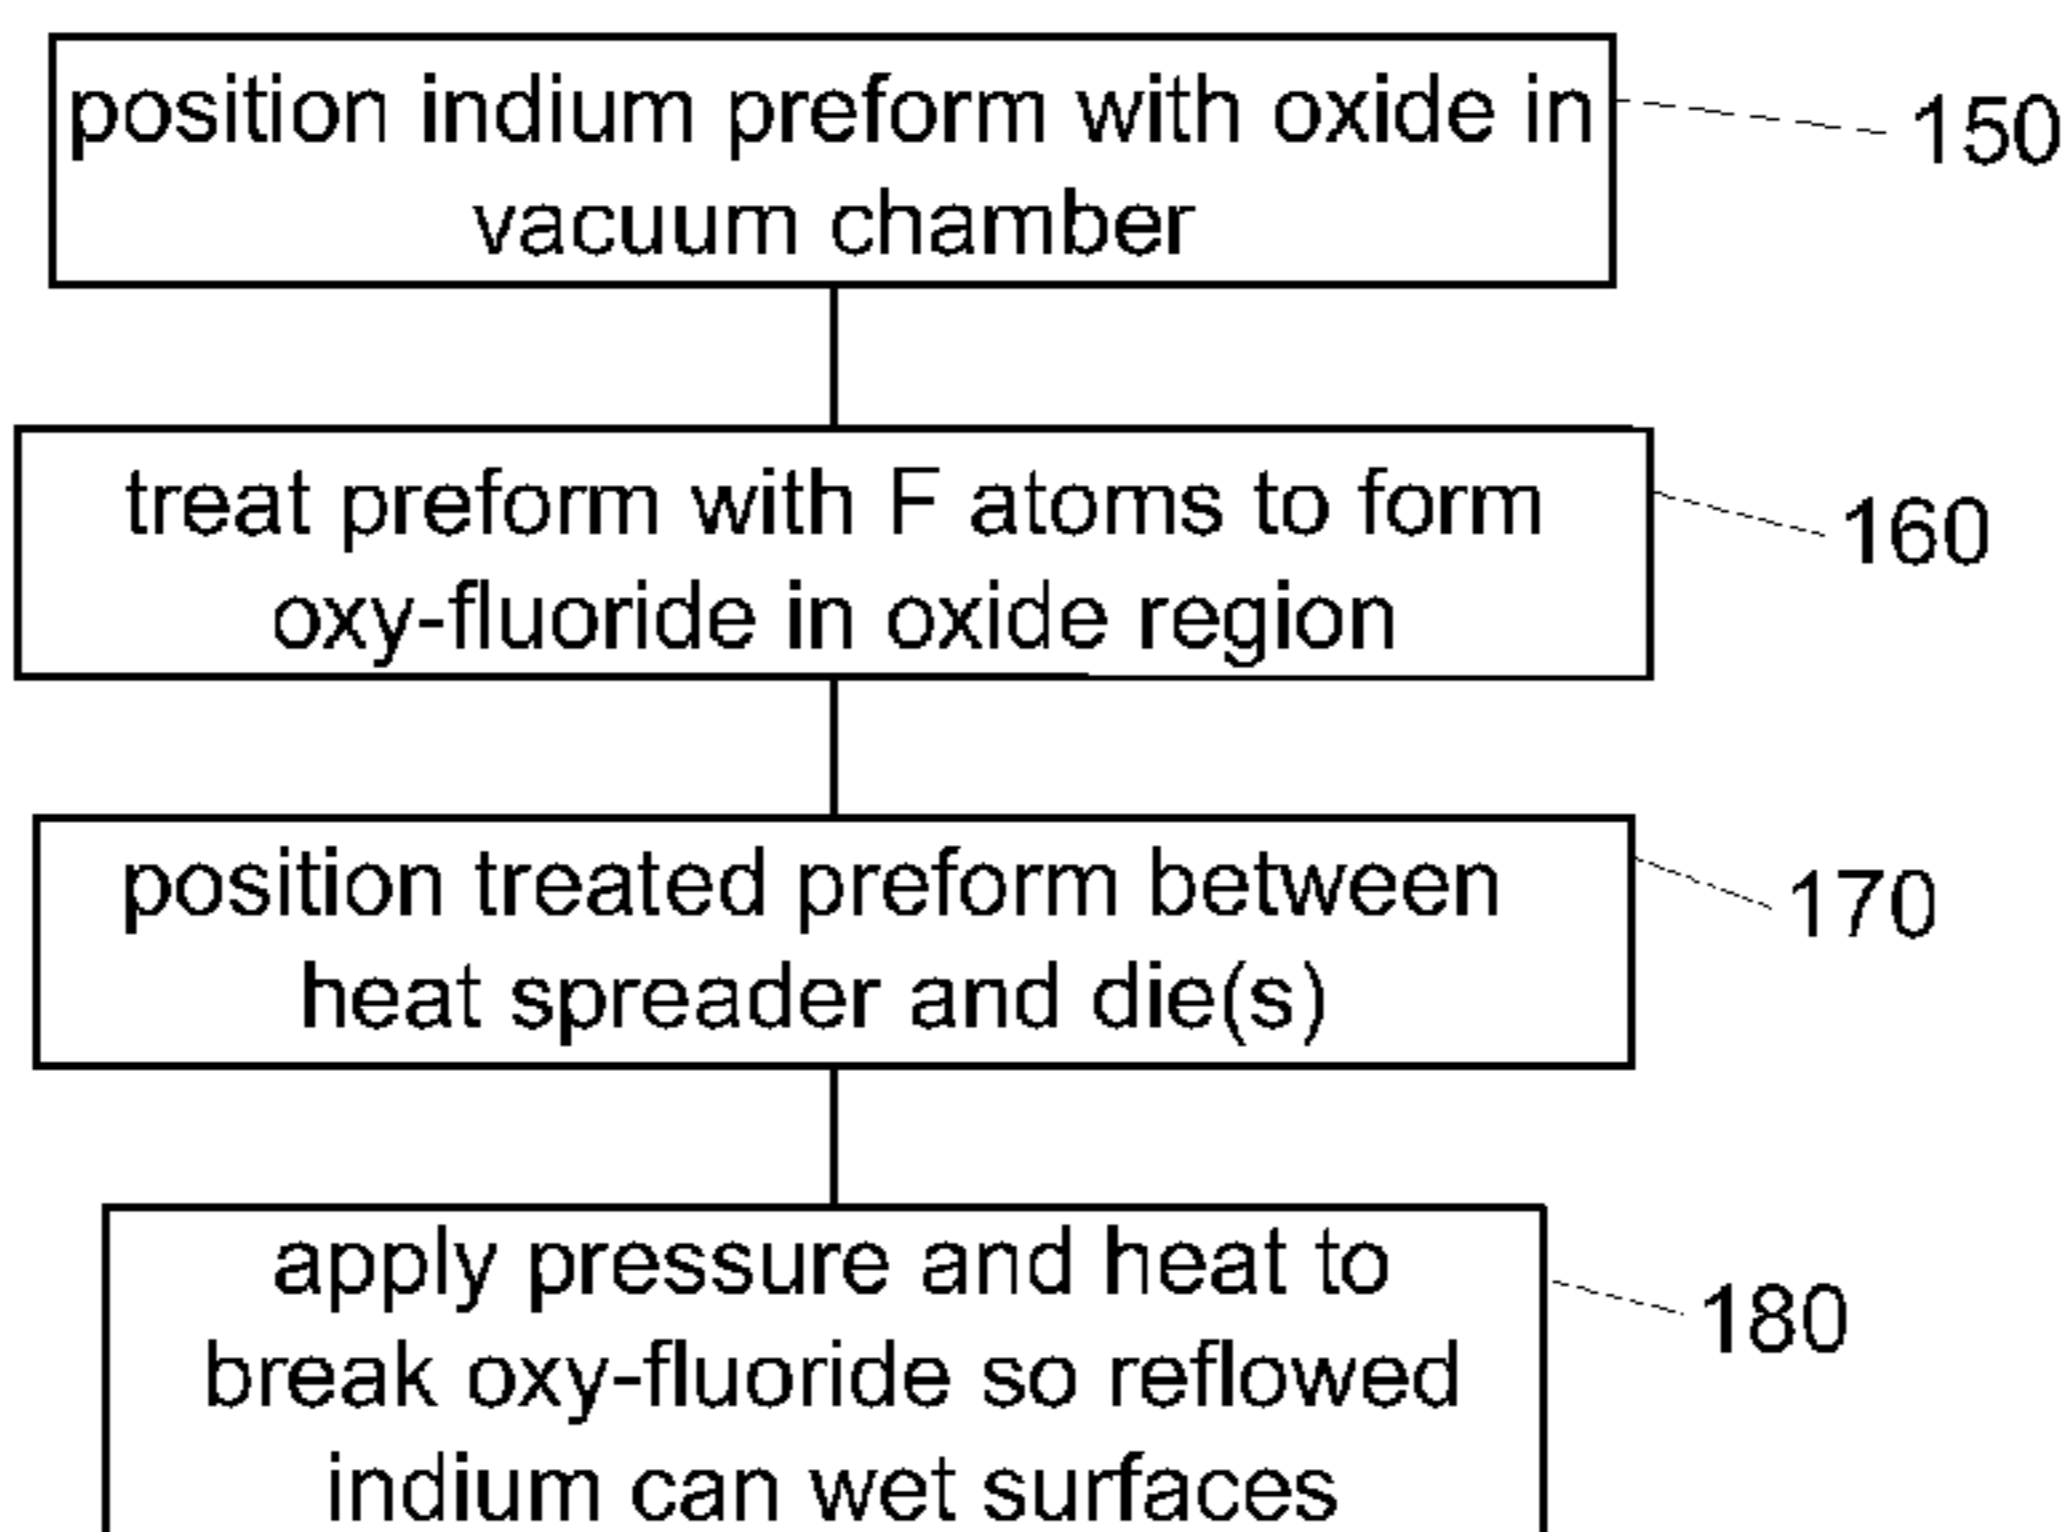 position indium preform with oxide in
vacuum chamber
150
treat preform with F atoms to form
oxy-fluoride in oxide region
160
position treated preform between
heat spreader and die(s)
170
apply pressure and heat to
break oxy-fluoride so reflowed
indium can wet surfaces
180